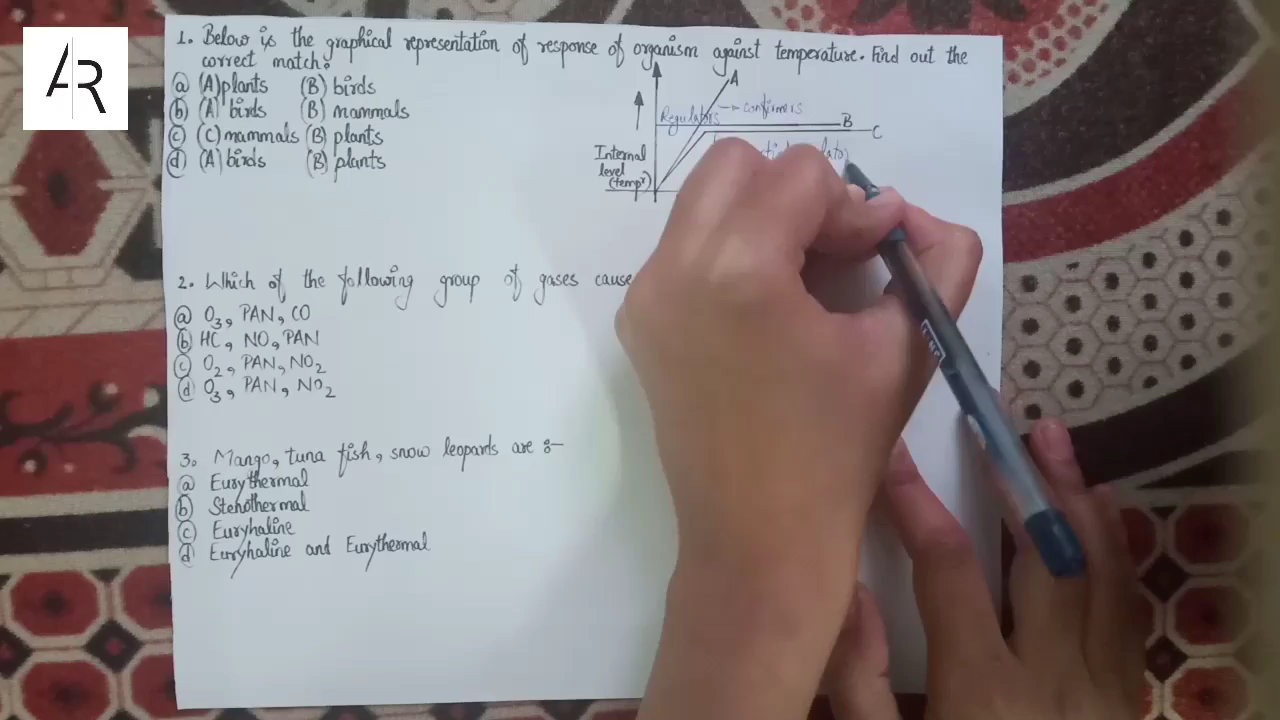 AR
1. Below is the graphical representation of response of organism against temperature. Find out the
correct match:
(a) (A) plants (B) birds
(b) (A) birds (B) mammals
(c) (C) mammals (B) plants
(d) (A) birds (B) plants
A
Regulators → confirmers
B
C
Internal
level
(tempr)
2. Which of the following group of gases cause
(a) O3, PAN, CO
(b) HC, NO, PAN
(c) O2, PAN, NO2
(d) O3, PAN, NO2
3. Mango, tuna fish, snow leopards are :-
(a) Eurythermal
(b) Stenothermal
(c) Euryhaline
(d) Euryhaline and Eurythermal